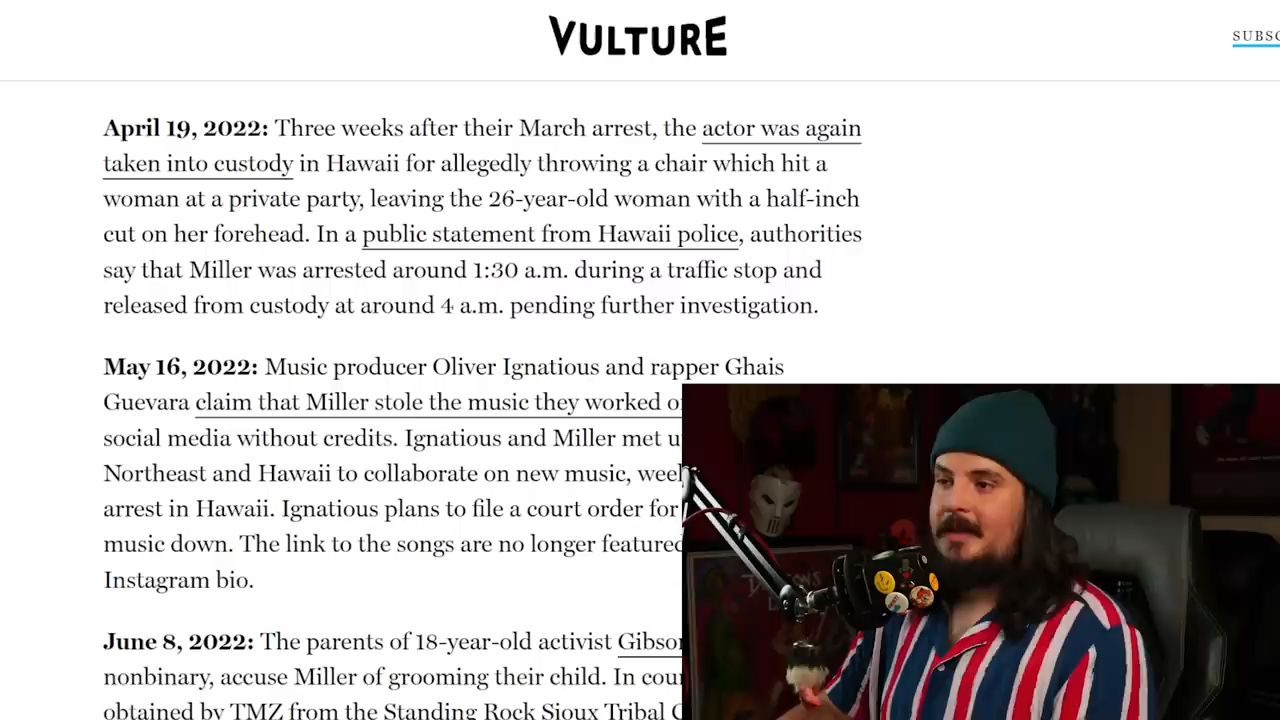 VULTURE
SUBSC
April 19, 2022: Three weeks after their March arrest, the actor was again
taken into custody in Hawaii for allegedly throwing a chair which hit a
woman at a private party, leaving the 26-year-old woman with a half-inch
cut on her forehead. In a public statement from Hawaii police, authorities
say that Miller was arrested around 1:30 a.m. during a traffic stop and
released from custody at around 4 a.m. pending further investigation.
May 16, 2022: Music producer Oliver Ignatious and rapper Ghais
Guevara claim that Miller stole the music they worked o
social media without credits. Ignatious and Miller met u
Northeast and Hawaii to collaborate on new music,
arrest in Hawaii. Ignatious plans to file a court order for
music down. The link to the songs are no longer featured
Instagram bio.
June 8, 2022: The parents of 18-year-old activist Gibso
nonbinary, accuse Miller of grooming their child. In cou
obtained by TMZ from the Standing Rock Sioux Tribal C